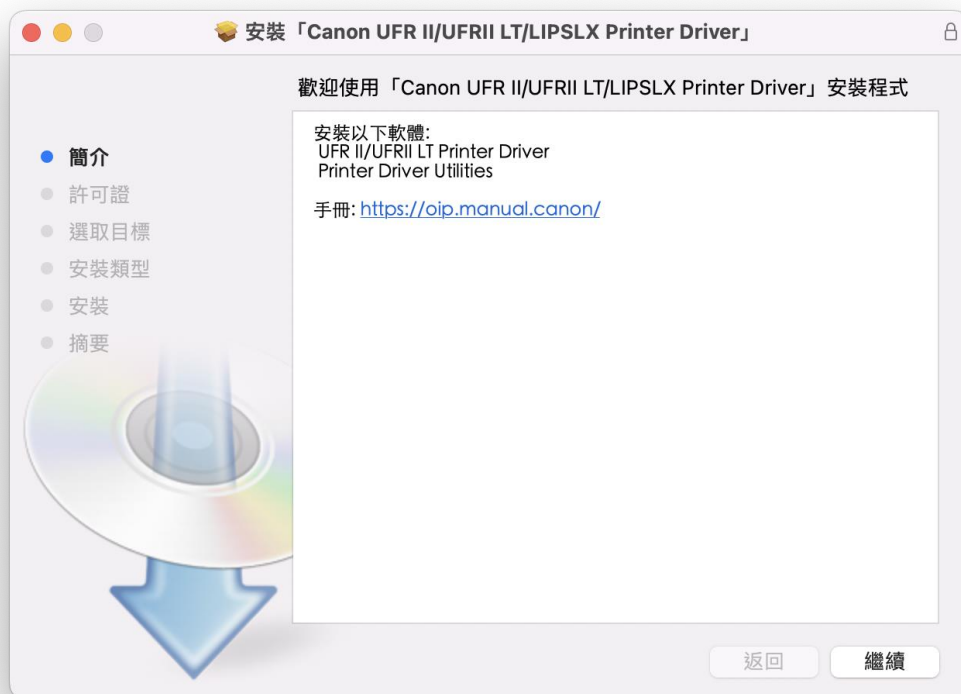 安裝「Canon UFR II/UFRII LT/LIPSLX Printer Driver」
歡迎使用「Canon UFR II/UFRII LT/LIPSLX Printer Driver」安裝程式
簡介
許可證
選取目標
安裝類型
安裝
摘要
安裝以下軟體:
UFR II/UFRII LT Printer Driver
Printer Driver Utilities
手冊: https://oip.manual.canon/
返回
繼續